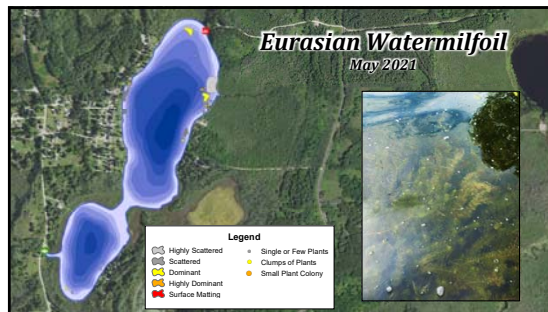 Eurasian Watermilfoil
May 2021
Legend
Highly Scattered
Scattered
Dominant
Highly Dominant
Surface Matting
Single or Few Plants
Clumps of Plants
Small Plant Colony